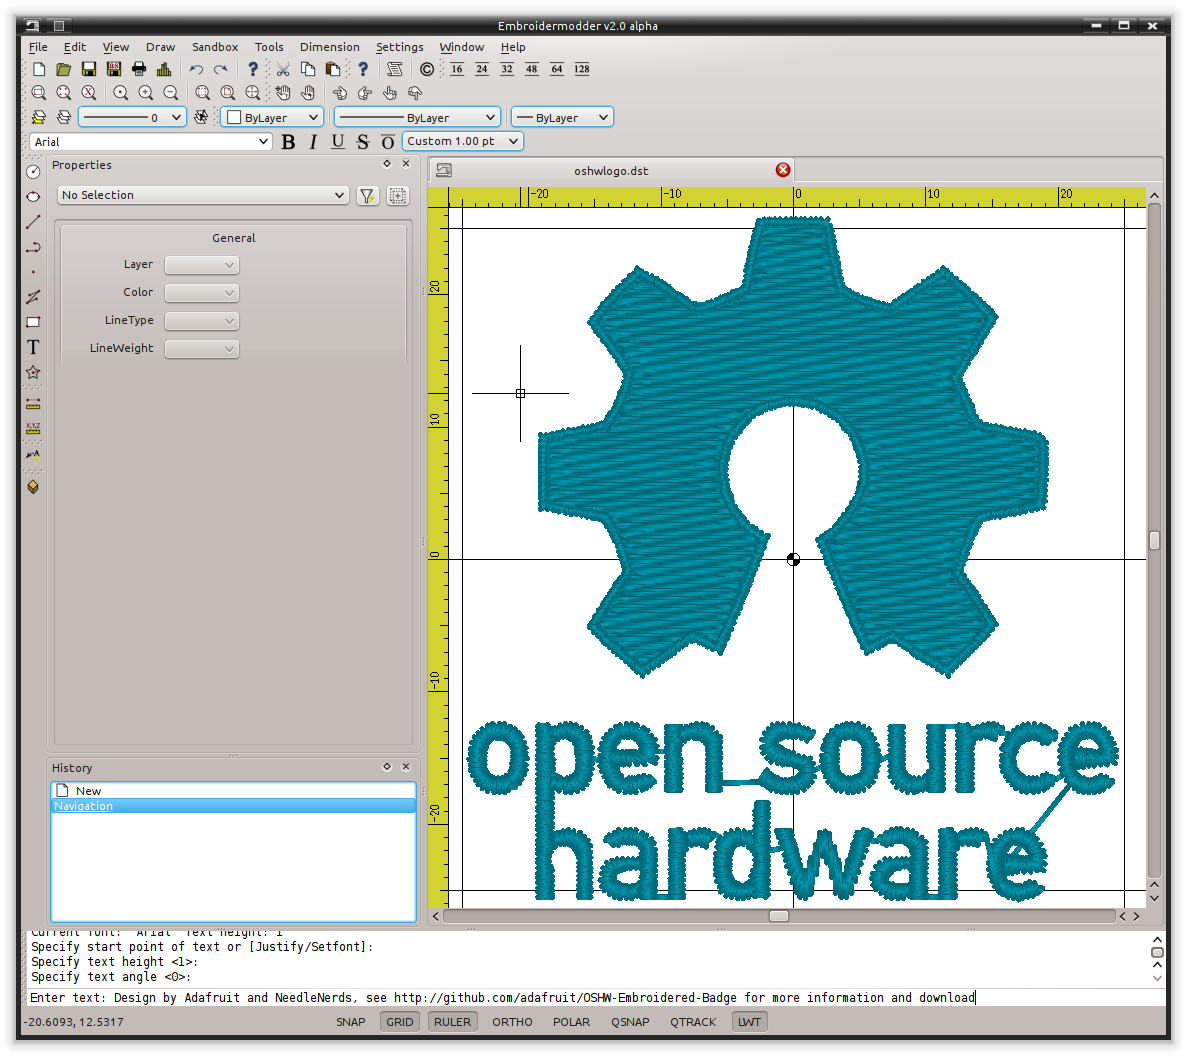 Embroidermodder v2.0 alpha
File Edit View Draw Sandbox Tools Dimension Settings Window Help
16 24 32 48 64 128
0 ByLayer ByLayer ByLayer
Arial B I U S O Custom 1.00 pt
Properties
oshwlogo.dst
No Selection
-20 -10 0 10 20
General
Layer
Color
LineType
LineWeight
20
10
0
-10
-20
T
X,Y,Z
A
open source
hardware
History
New
Navigation
Current font: "Arial" Text height: 1
Specify start point of text or [Justify/Setfont]:
Specify text height <1>:
Specify text angle <0>:
Enter text: Design by Adafruit and NeedleNerds, see http://github.com/adafruit/OSHW-Embroidered-Badge for more information and download
-20.6093, 12.5317 SNAP GRID RULER ORTHO POLAR QSNAP QTRACK LWT